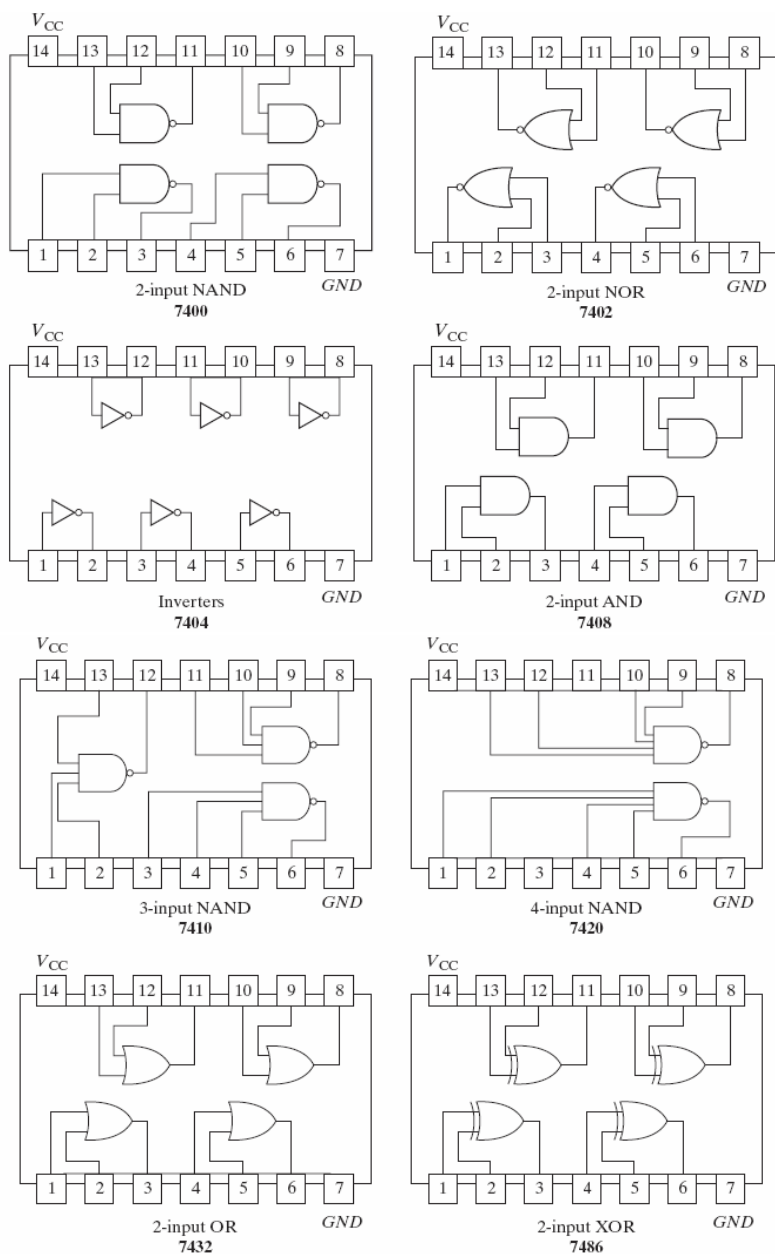 VCC
14 13 12 11 10 9 8
1 2 3 4 5 6 7
2-input NAND GND
7400
VCC
14 13 12 11 10 9 8
1 2 3 4 5 6 7
2-input NOR GND
7402
VCC
14 13 12 11 10 9 8
1 2 3 4 5 6 7
Inverters GND
7404
VCC
14 13 12 11 10 9 8
1 2 3 4 5 6 7
2-input AND GND
7408
VCC
14 13 12 11 10 9 8
1 2 3 4 5 6 7
3-input NAND GND
7410
VCC
14 13 12 11 10 9 8
1 2 3 4 5 6 7
4-input NAND GND
7420
VCC
14 13 12 11 10 9 8
1 2 3 4 5 6 7
2-input OR GND
7432
VCC
14 13 12 11 10 9 8
1 2 3 4 5 6 7
2-input XOR GND
7486